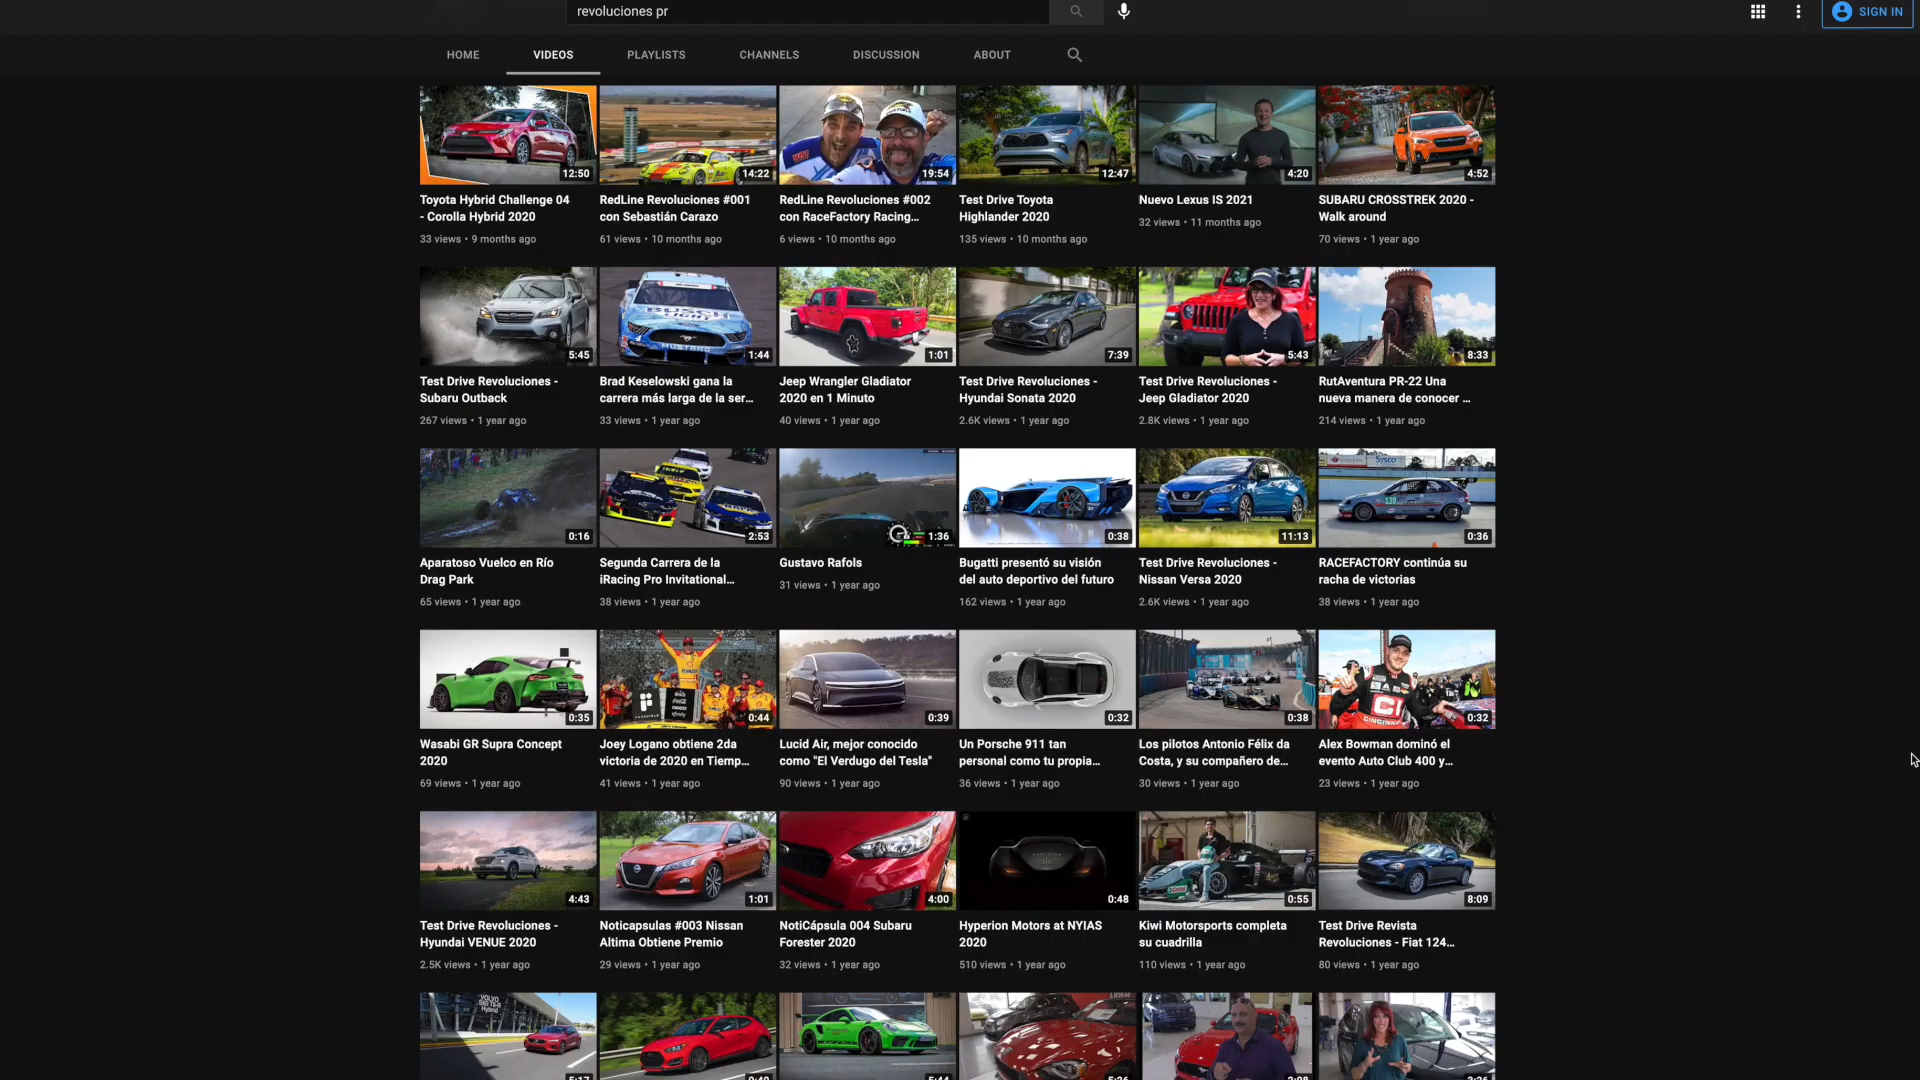 revoluciones pr
SIGN IN
HOME VIDEOS PLAYLISTS CHANNELS DISCUSSION ABOUT
12:50
14:22
19:54
12:47
4:20
4:52
Toyota Hybrid Challenge 04
- Corolla Hybrid 2020
33 views • 9 months ago
RedLine Revoluciones #001
con Sebastián Carazo
61 views • 10 months ago
RedLine Revoluciones #002
con RaceFactory Racing...
6 views • 10 months ago
Test Drive Toyota
Highlander 2020
135 views • 10 months ago
Nuevo Lexus IS 2021
32 views • 11 months ago
SUBARU CROSSTREK 2020 -
Walk around
70 views • 1 year ago
5:45
BUSCH
MUSTANG
1:44
1:01
7:39
5:43
8:33
Test Drive Revoluciones -
Subaru Outback
267 views • 1 year ago
Brad Keselowski gana la
carrera más larga de la ser...
33 views • 1 year ago
Jeep Wrangler Gladiator
2020 en 1 Minuto
40 views • 1 year ago
Test Drive Revoluciones -
Hyundai Sonata 2020
2.6K views • 1 year ago
Test Drive Revoluciones -
Jeep Gladiator 2020
2.8K views • 1 year ago
RutAventura PR-22 Una
nueva manera de conocer ...
214 views • 1 year ago
0:16
2:53
1:36
0:38
11:13
Sysco
139
0:36
Aparatoso Vuelco en Río
Drag Park
65 views • 1 year ago
Segunda Carrera de la
iRacing Pro Invitational...
38 views • 1 year ago
Gustavo Rafols
31 views • 1 year ago
Bugatti presentó su visión
del auto deportivo del futuro
162 views • 1 year ago
Test Drive Revoluciones -
Nissan Versa 2020
2.6K views • 1 year ago
RACEFACTORY continúa su
racha de victorias
38 views • 1 year ago
0:35
0:44
0:39
0:32
0:38
CINCINN
0:32
Wasabi GR Supra Concept
2020
69 views • 1 year ago
Joey Logano obtiene 2da
victoria de 2020 en Tiemp...
41 views • 1 year ago
Lucid Air, mejor conocido
como "El Verdugo del Tesla"
90 views • 1 year ago
Un Porsche 911 tan
personal como tu propia...
36 views • 1 year ago
Los pilotos Antonio Félix da
Costa, y su compañero de...
30 views • 1 year ago
Alex Bowman dominó el
evento Auto Club 400 y...
23 views • 1 year ago
4:43
1:01
4:00
0:48
0:55
8:09
Test Drive Revoluciones -
Hyundai VENUE 2020
2.5K views • 1 year ago
Noticapsulas #003 Nissan
Altima Obtiene Premio
29 views • 1 year ago
NotiCápsula 004 Subaru
Forester 2020
32 views • 1 year ago
Hyperion Motors at NYIAS
2020
510 views • 1 year ago
Kiwi Motorsports completa
su cuadrilla
110 views • 1 year ago
Test Drive Revista
Revoluciones - Fiat 124...
80 views • 1 year ago
VOLVO
S60 T8-R
Hybrid